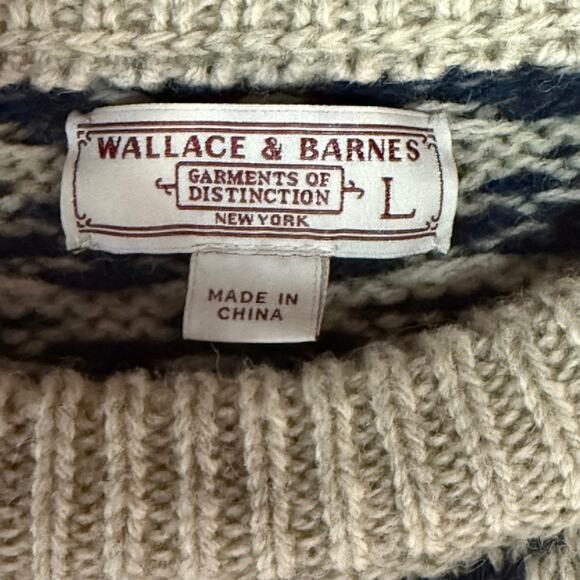 WALLACE & BARNES
GARMENTS OF
DISTINCTION
L
NEW YORK
MADE IN
CHINA